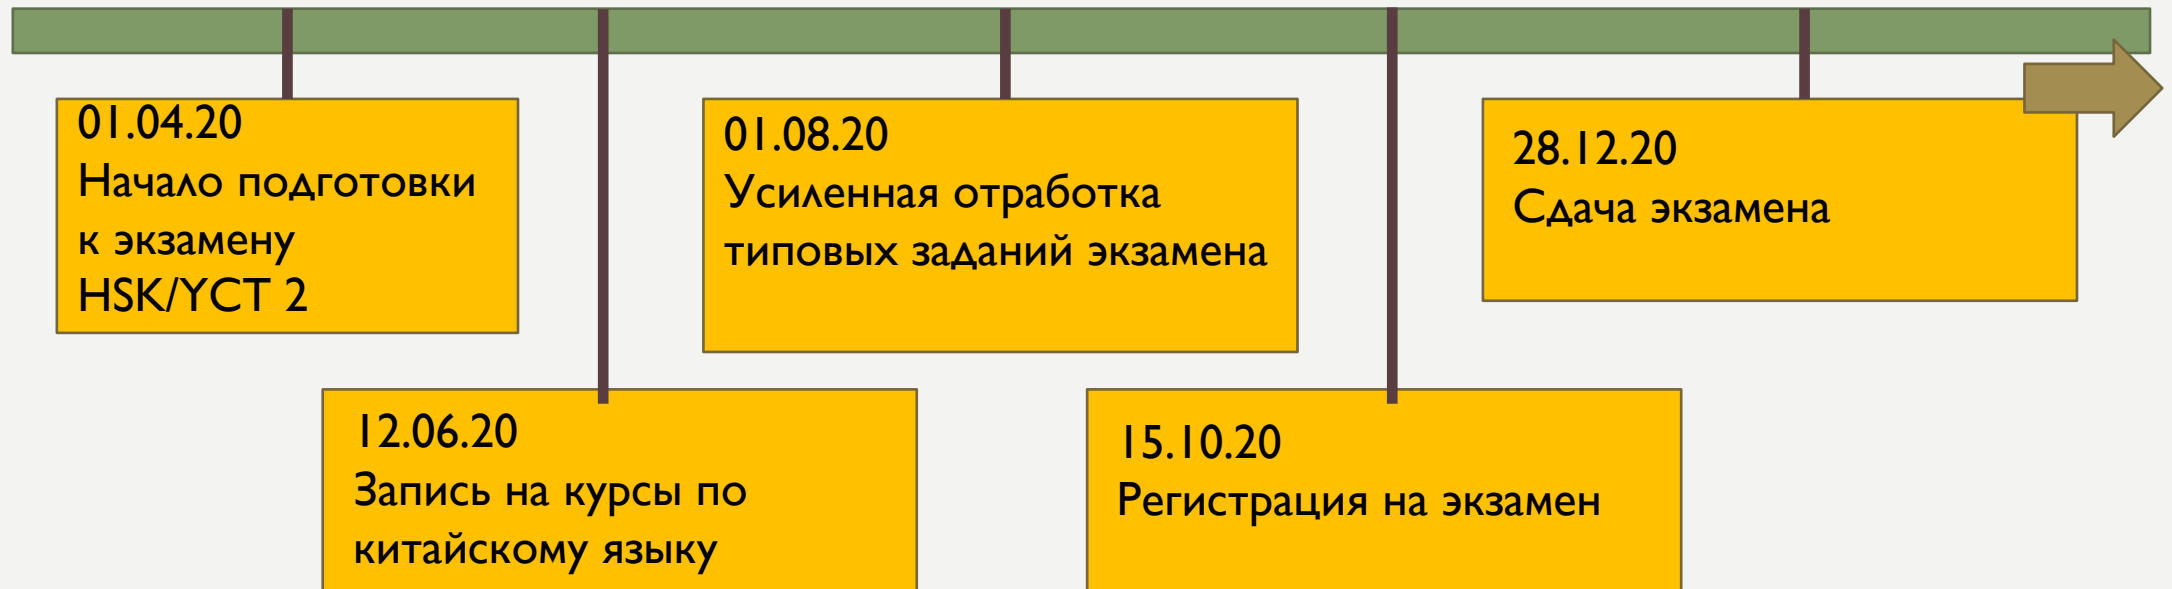 01.04.20
Начало подготовки
к экзамену
HSK/YCT 2
12.06.20
Запись на курсы по
китайскому языку
01.08.20
Усиленная отработка
типовых заданий экзамена
15.10.20
Регистрация на экзамен
28.12.20
Сдача экзамена